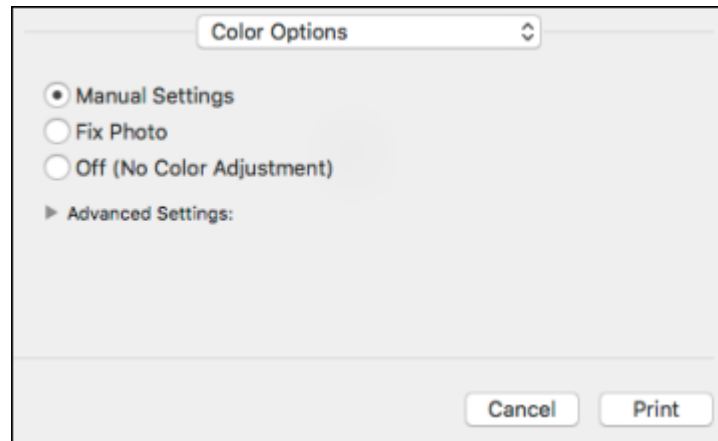 Color Options
Manual Settings
Fix Photo
Off (No Color Adjustment)
Advanced Settings:
Cancel Print